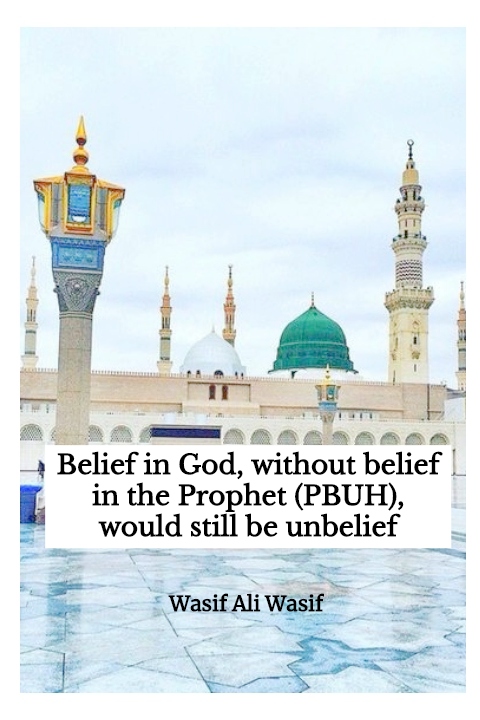 Belief in God, without belief
in the Prophet (PBUH),
would still be unbelief
Wasif Ali Wasif